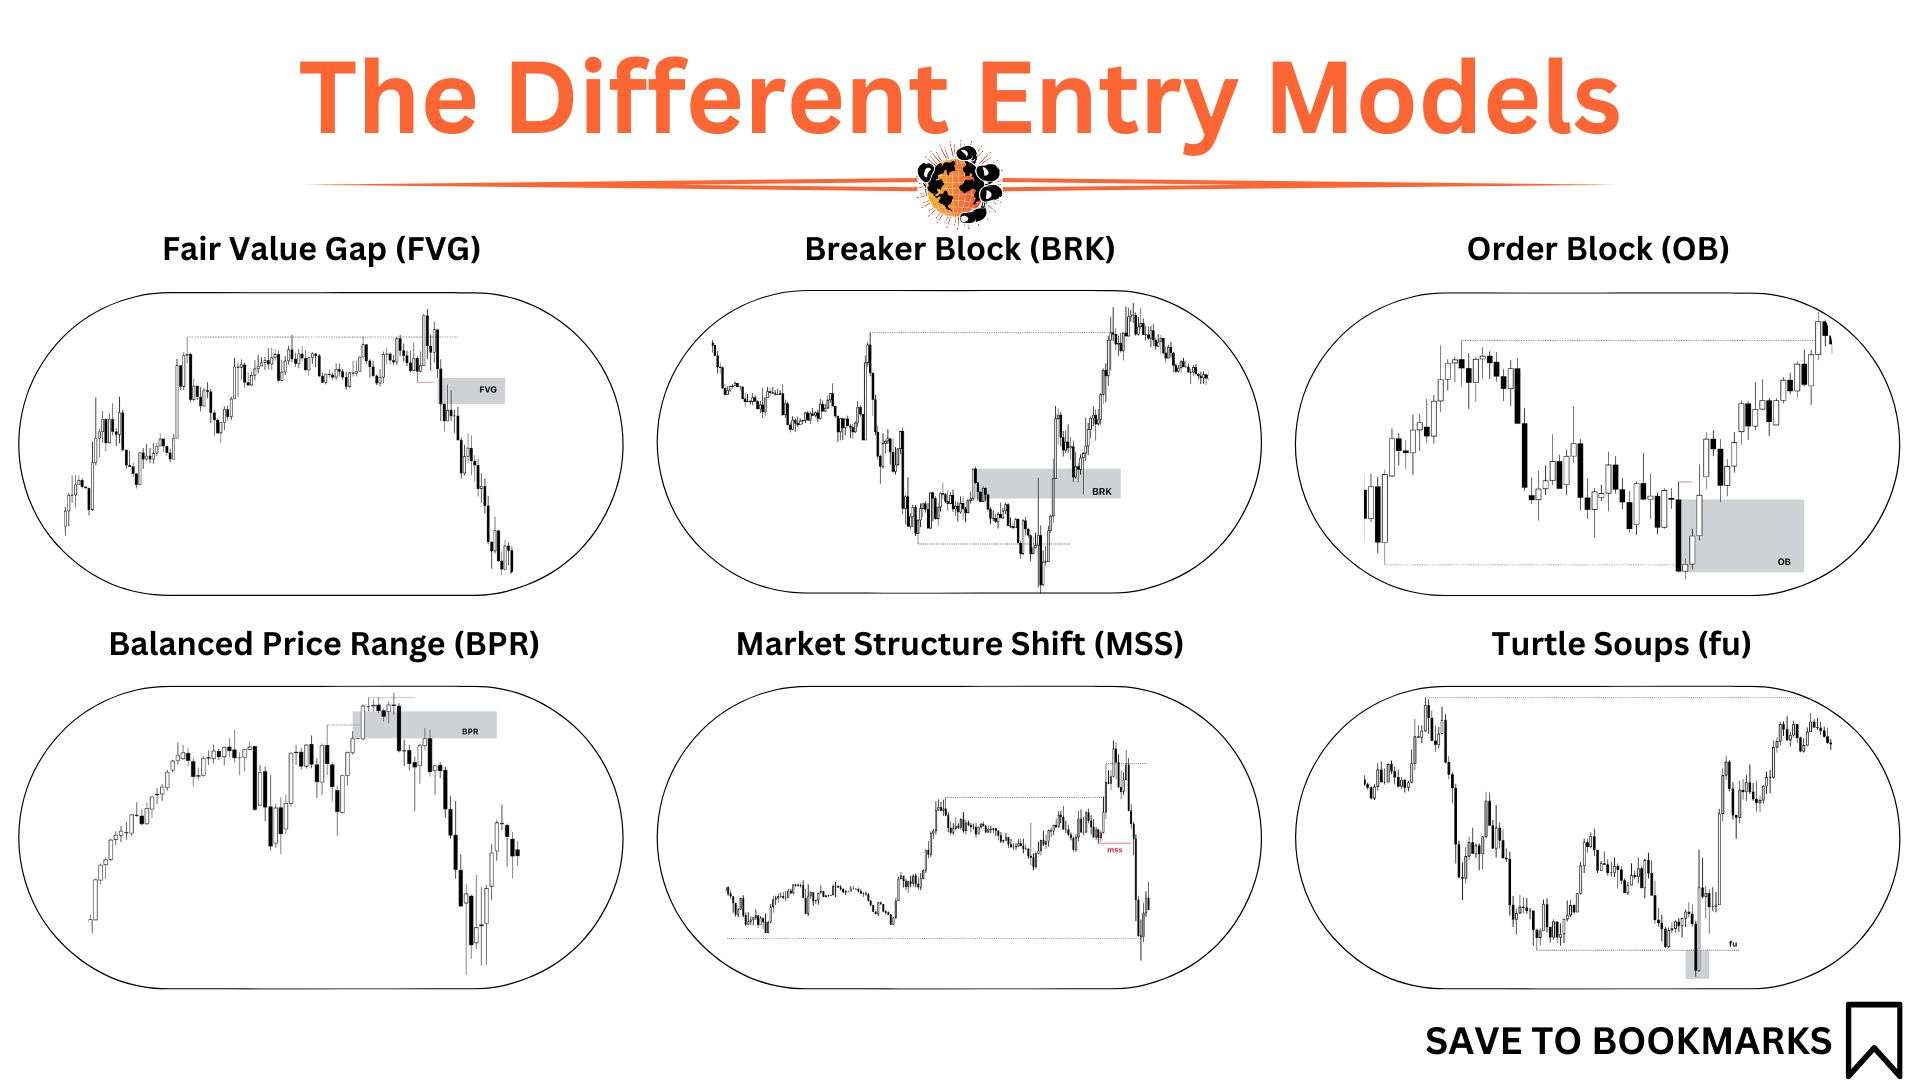 The Different Entry Models
Fair Value Gap (FVG)
Breaker Block (BRK)
Order Block (OB)
FVG
BRK
OB
Balanced Price Range (BPR)
Market Structure Shift (MSS)
Turtle Soups (fu)
BPR
mss
fu
SAVE TO BOOKMARKS